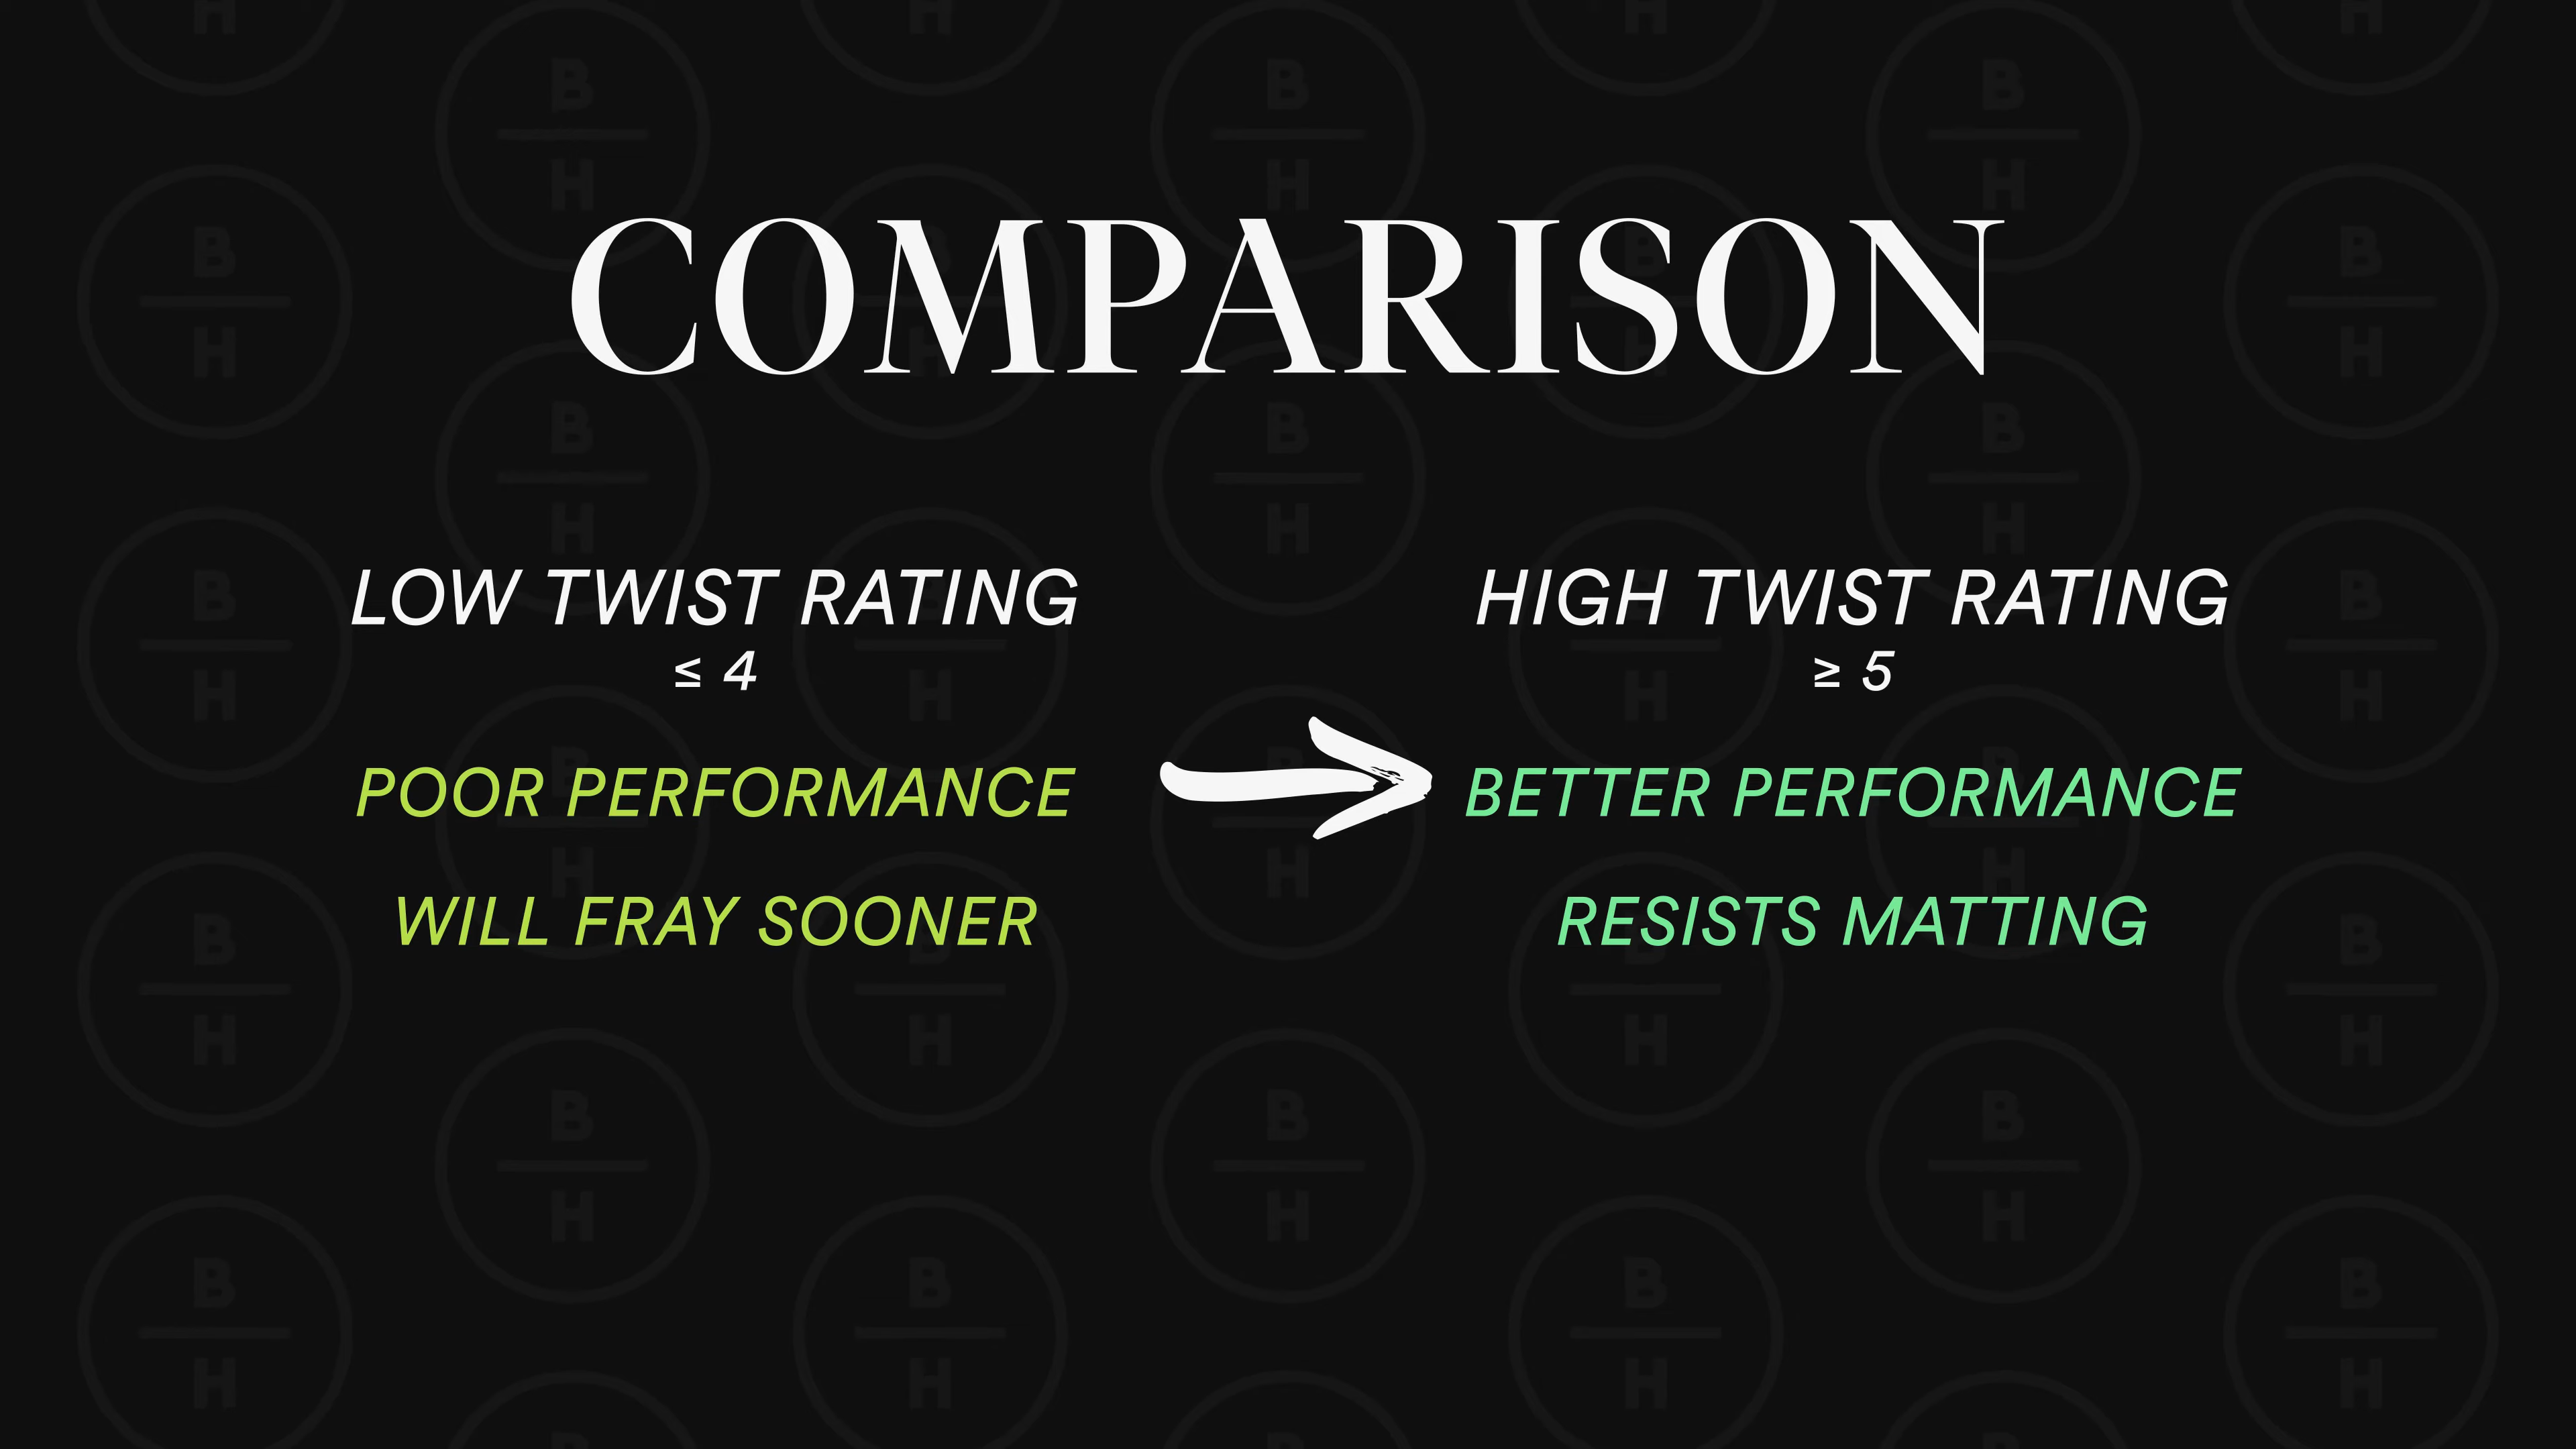 COMPARISON
LOW TWIST RATING
≤ 4
POOR PERFORMANCE
WILL FRAY SOONER
HIGH TWIST RATING
≥ 5
BETTER PERFORMANCE
RESISTS MATTING
B
H